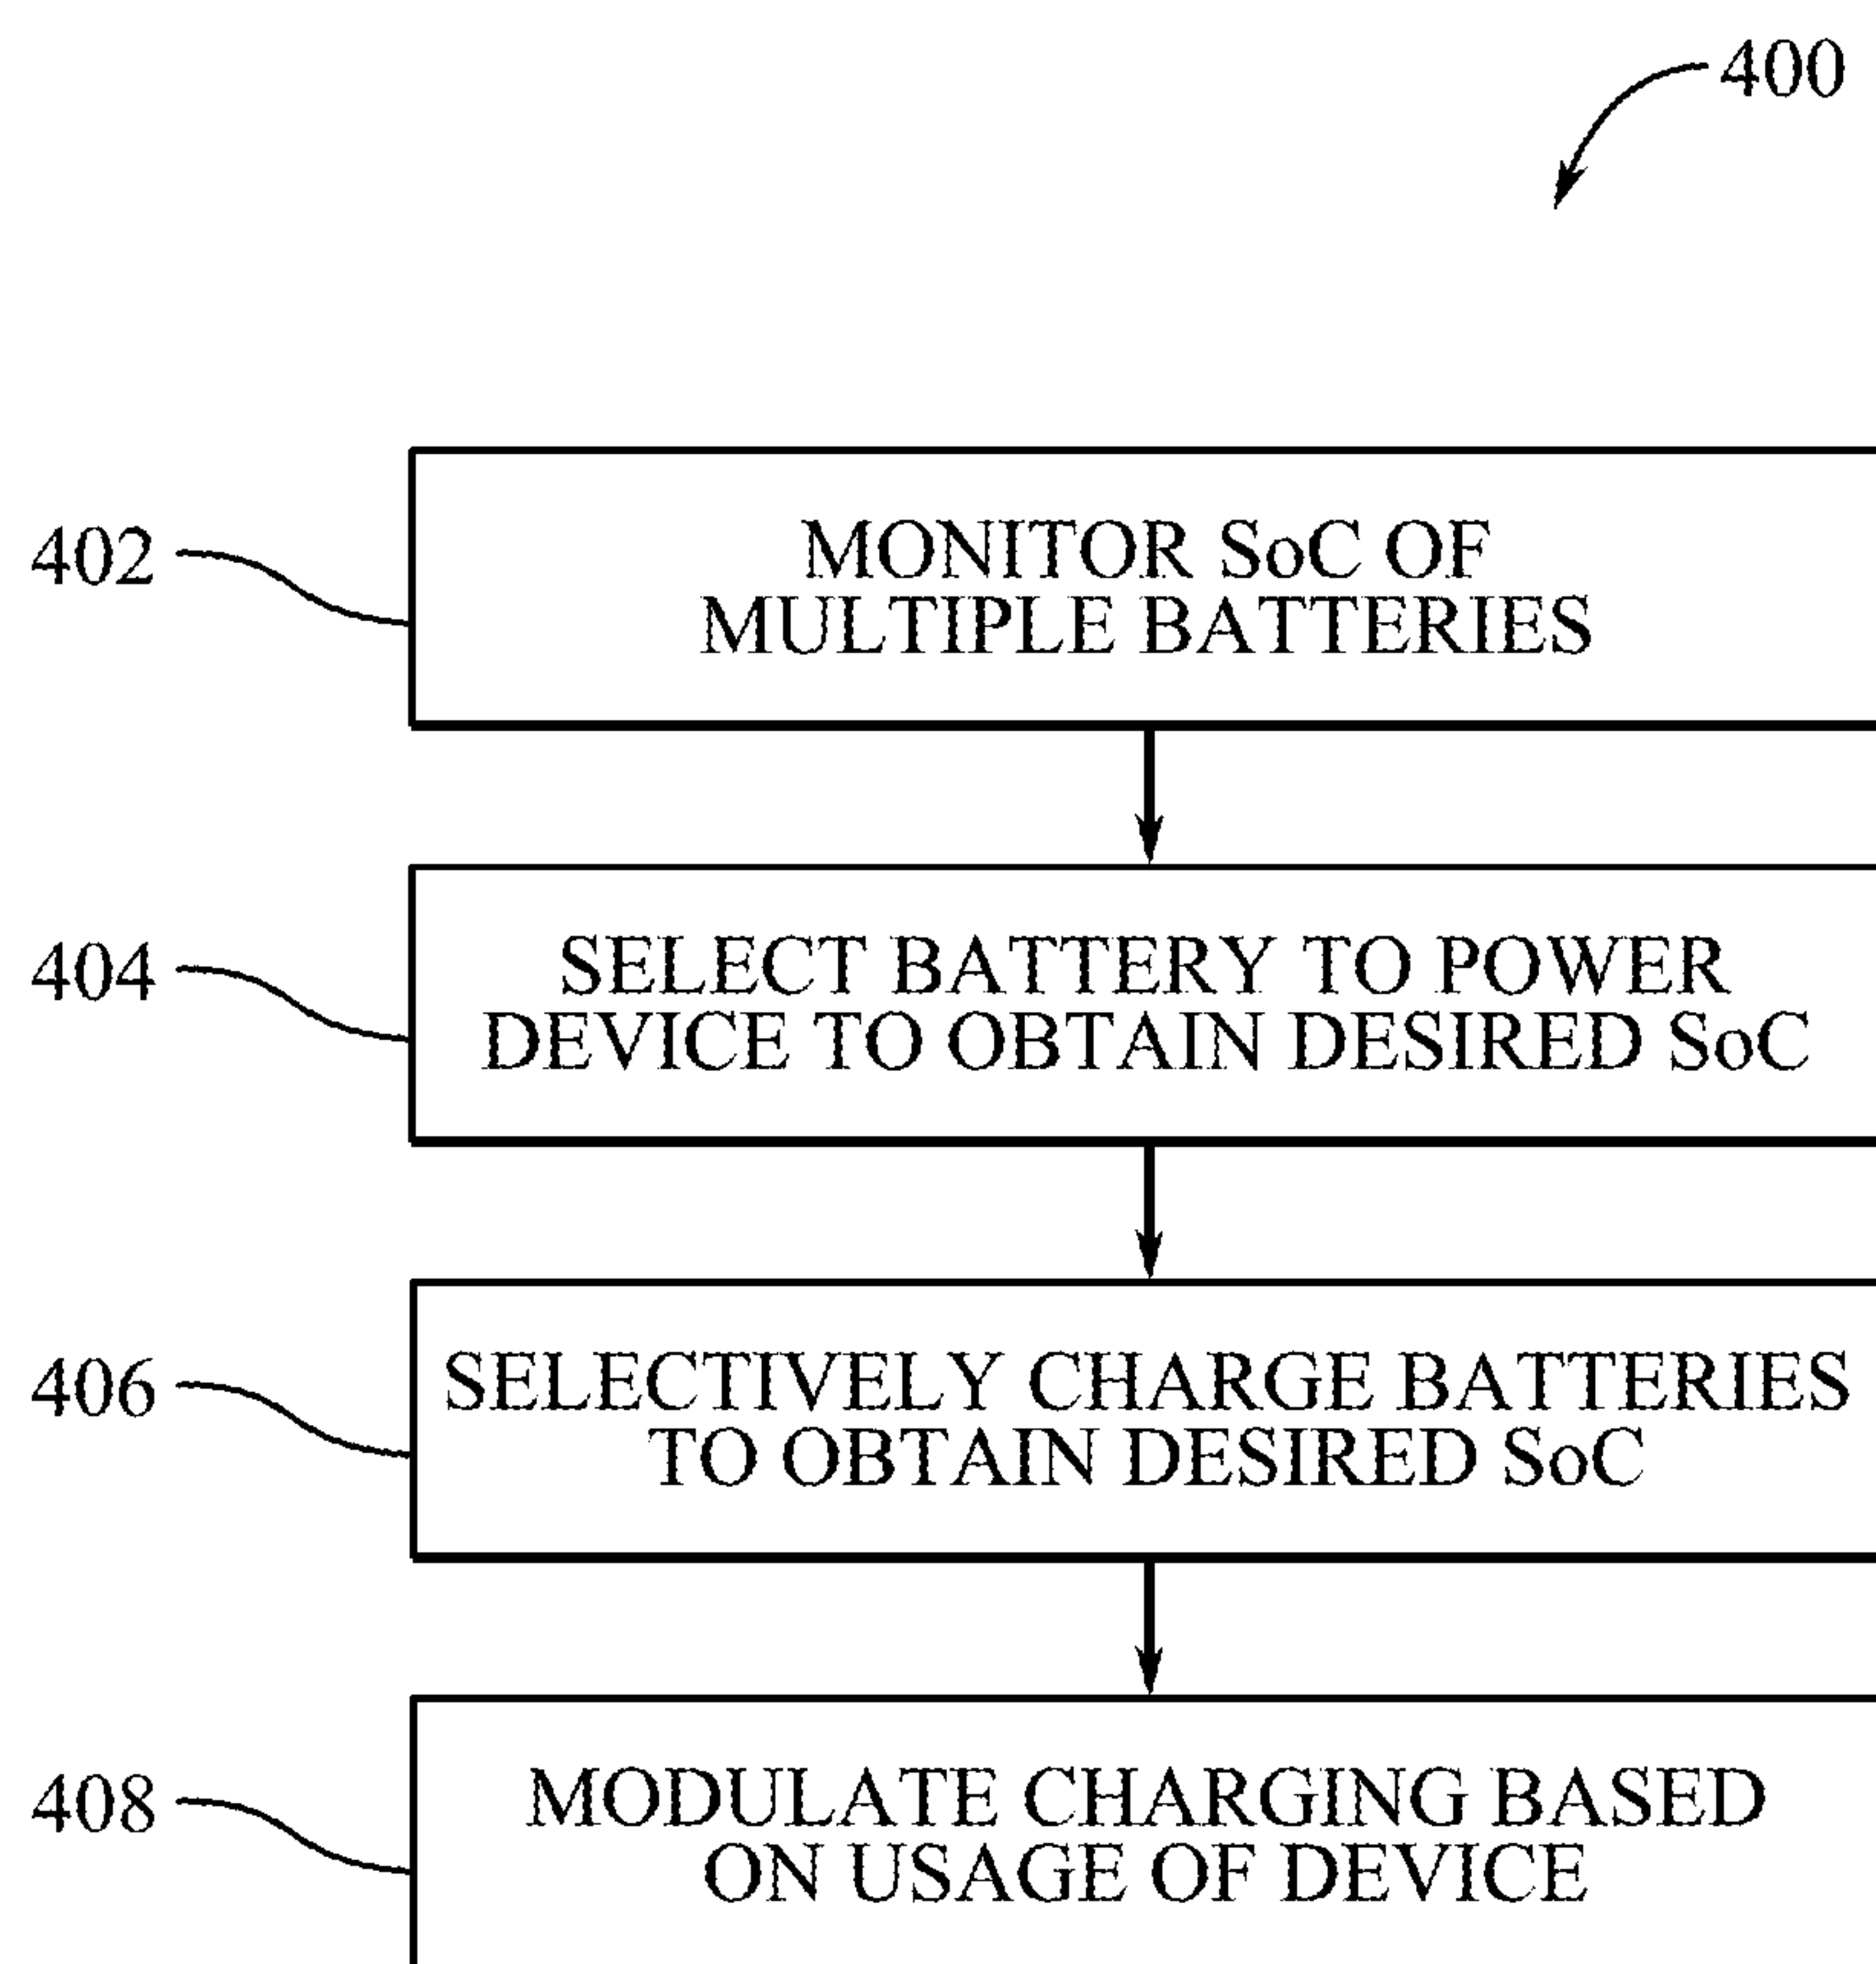 400
402
MONITOR SoC OF
MULTIPLE BATTERIES
404
SELECT BATTERY TO POWER
DEVICE TO OBTAIN DESIRED SoC
406
SELECTIVELY CHARGE BATTERIES
TO OBTAIN DESIRED SoC
408
MODULATE CHARGING BASED
ON USAGE OF DEVICE